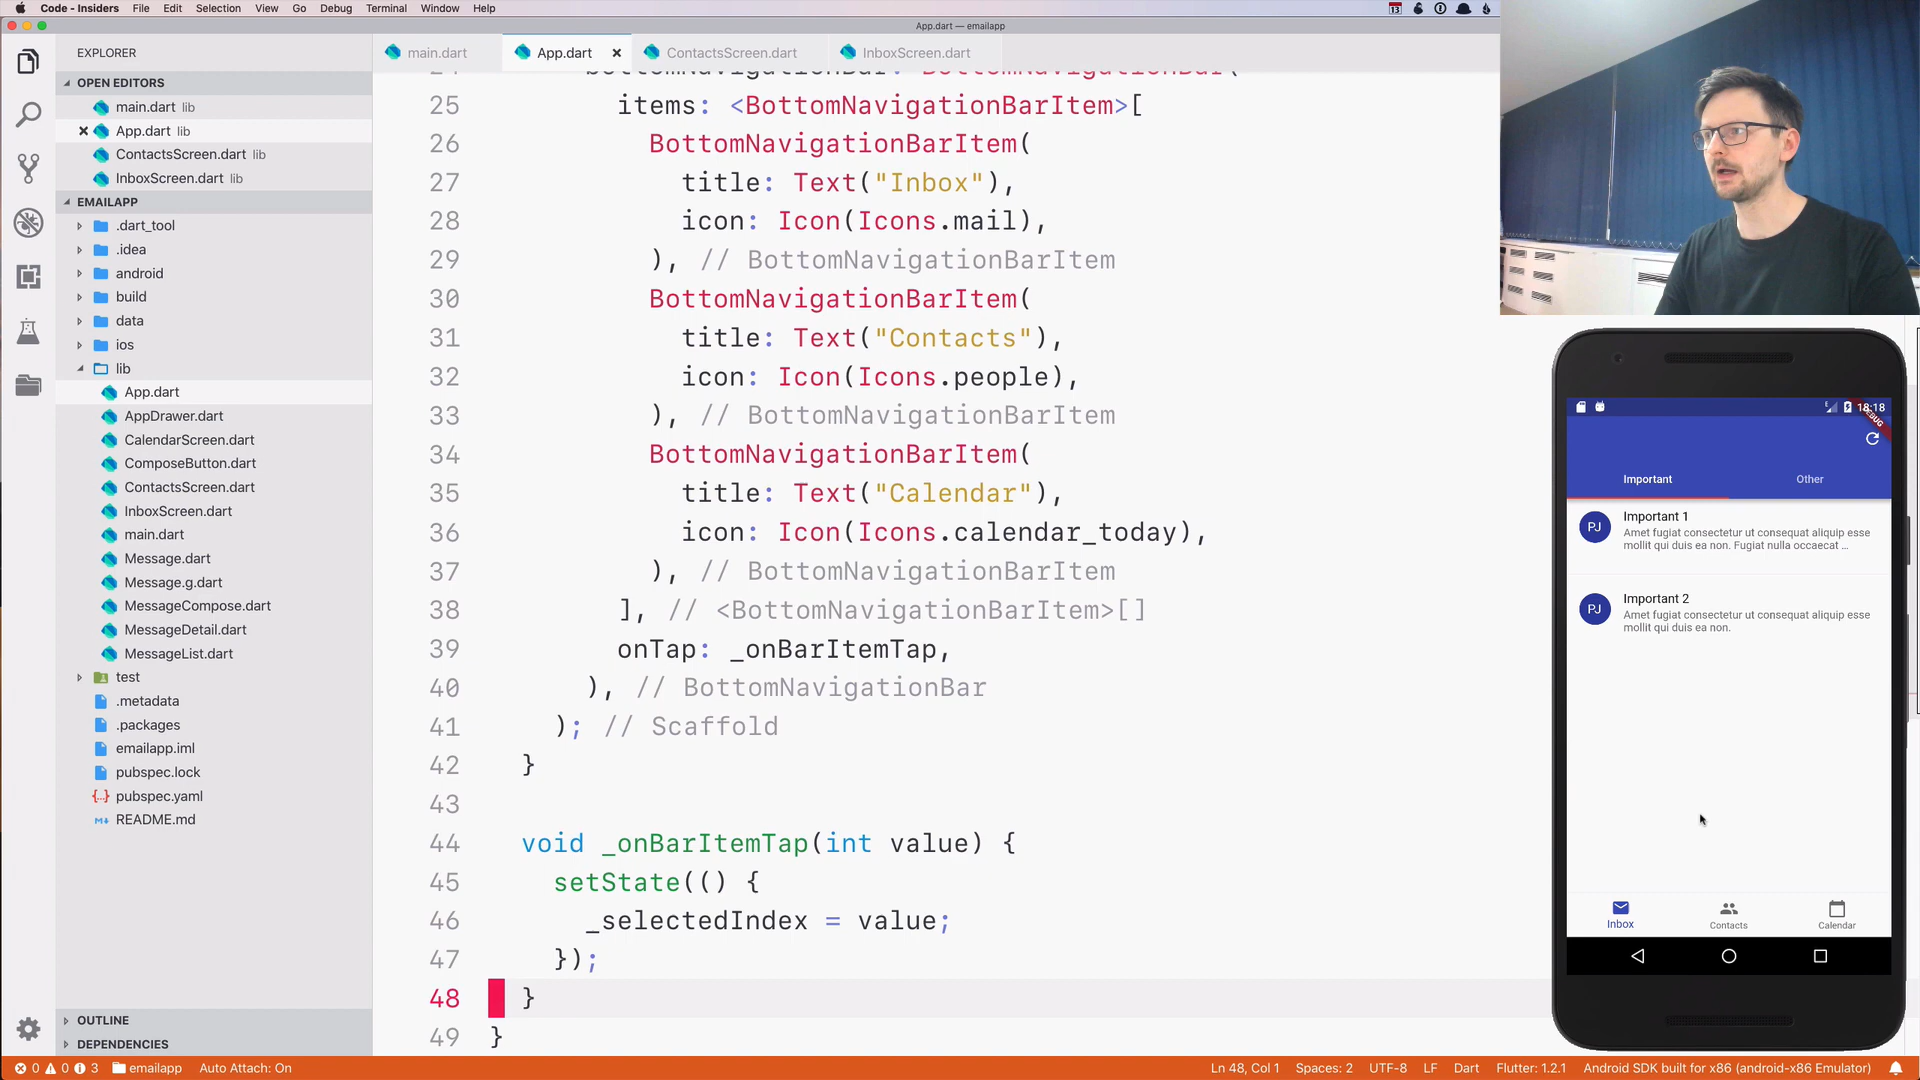 Code - Insiders File Edit Selection View Go Debug Terminal Window Help
13
App.dart — emailapp
EXPLORER
main.dart
App.dart
ContactsScreen.dart
InboxScreen.dart
OPEN EDITORS
main.dart lib
App.dart lib
ContactsScreen.dart lib
InboxScreen.dart lib
EMAILAPP
.dart_tool
.idea
android
build
data
ios
lib
App.dart
AppDrawer.dart
CalendarScreen.dart
ComposeButton.dart
ContactsScreen.dart
InboxScreen.dart
main.dart
Message.dart
Message.g.dart
MessageCompose.dart
MessageDetail.dart
MessageList.dart
test
.metadata
.packages
emailapp.iml
pubspec.lock
pubspec.yaml
README.md
OUTLINE
DEPENDENCIES
24 bottomNavigationBar: BottomNavigationBar(
25 items: <BottomNavigationBarItem>[
26 BottomNavigationBarItem(
27 title: Text("Inbox"),
28 icon: Icon(Icons.mail),
29 ), // BottomNavigationBarItem
30 BottomNavigationBarItem(
31 title: Text("Contacts"),
32 icon: Icon(Icons.people),
33 ), // BottomNavigationBarItem
34 BottomNavigationBarItem(
35 title: Text("Calendar"),
36 icon: Icon(Icons.calendar_today),
37 ), // BottomNavigationBarItem
38 ], // <BottomNavigationBarItem>[]
39 onTap: _onBarItemTap,
40 ), // BottomNavigationBar
41 ); // Scaffold
42 }
43
44 void _onBarItemTap(int value) {
45 setState(() {
46 _selectedIndex = value;
47 });
48 }
49 }
18:18
DEBUG
Important Other
PJ
Important 1
Amet fugiat consectetur ut consequat aliquip esse
mollit qui duis ea non. Fugiat nulla occaecat ...
PJ
Important 2
Amet fugiat consectetur ut consequat aliquip esse
mollit qui duis ea non.
Inbox Contacts Calendar
0 0 3 emailapp Auto Attach: On
Ln 48, Col 1 Spaces: 2 UTF-8 LF Dart Flutter: 1.2.1 Android SDK built for x86 (android-x86 Emulator)